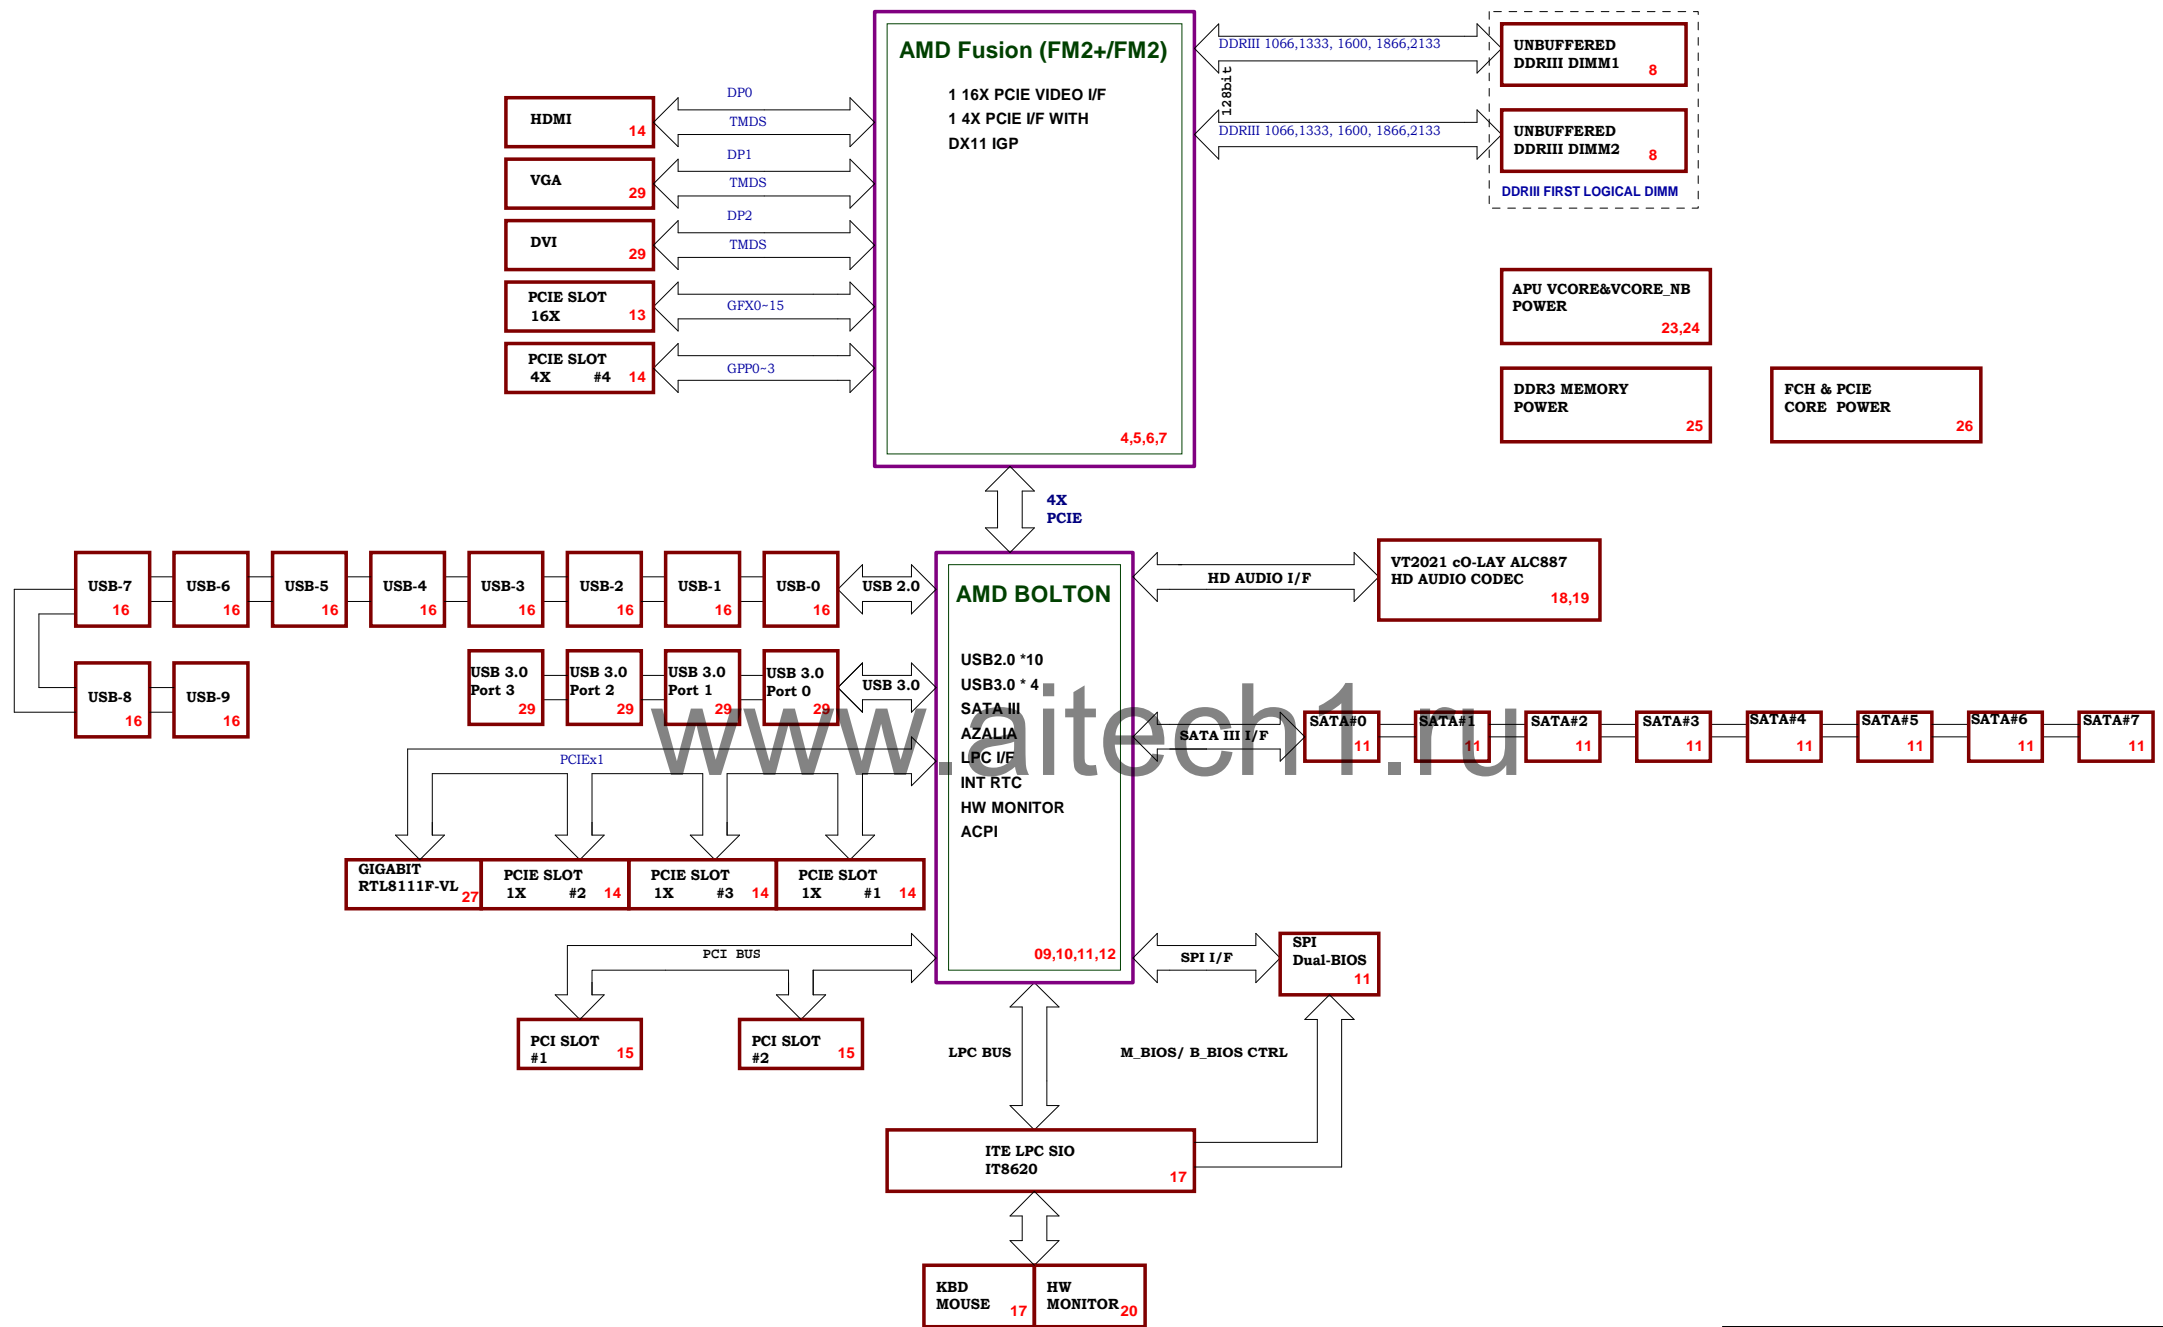 AMD Fusion (FM2+/FM2)
1 16X PCIE VIDEO I/F
1 4X PCIE I/F WITH
DX11 IGP
4,5,6,7
HDMI
14
DP0
TMDS
VGA
29
DP1
TMDS
DVI
29
DP2
TMDS
PCIE SLOT
16X
13
GFX0~15
PCIE SLOT
4X #4 14
GPP0~3
DDRIII 1066,1333, 1600, 1866,2133
128bit
DDRIII 1066,1333, 1600, 1866,2133
UNBUFFERED
DDRIII DIMM1
8
UNBUFFERED
DDRIII DIMM2
8
DDRIII FIRST LOGICAL DIMM
APU VCORE&VCORE_NB
POWER
23,24
DDR3 MEMORY
POWER
25
FCH & PCIE
CORE POWER
26
4X
PCIE
USB-7
16
USB-6
16
USB-5
16
USB-4
16
USB-3
16
USB-2
16
USB-1
16
USB-0
16
USB 2.0
USB-8
16
USB-9
16
USB 3.0
Port 3
29
USB 3.0
Port 2
29
USB 3.0
Port 1
29
USB 3.0
Port 0
29
USB 3.0
AMD BOLTON
USB2.0 *10
USB3.0 * 4
SATA III
AZALIA
LPC I/F
INT RTC
HW MONITOR
ACPI
09,10,11,12
HD AUDIO I/F
VT2021 cO-LAY ALC887
HD AUDIO CODEC
18,19
SATA III I/F
SATA#0
11
SATA#1
11
SATA#2
11
SATA#3
11
SATA#4
11
SATA#5
11
SATA#6
11
SATA#7
11
www.aitech1.ru
PCIEx1
GIGABIT
RTL8111F-VL
27
PCIE SLOT
1X #2 14
PCIE SLOT
1X #3 14
PCIE SLOT
1X #1 14
PCI BUS
PCI SLOT
#1
15
PCI SLOT
#2
15
SPI I/F
SPI
Dual-BIOS
11
LPC BUS
M_BIOS/ B_BIOS CTRL
ITE LPC SIO
IT8620
17
KBD
MOUSE
17
HW
MONITOR
20